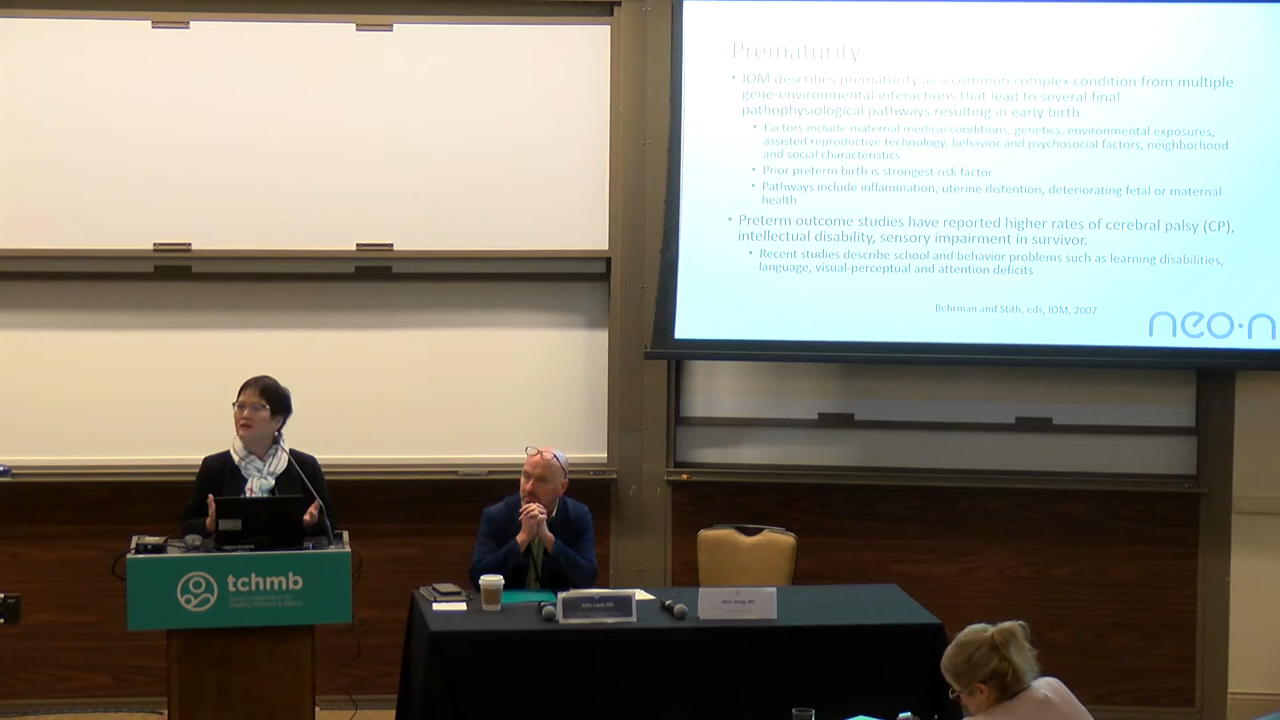 Prematurity
• IOM describes prematurity as a common complex condition from multiple
gene-environmental interactions that lead to several final
pathophysiological pathways resulting in early birth
• Factors include maternal medical conditions, genetics, environmental exposures,
assisted reproductive technology, behavior and psychosocial factors, neighborhood
and social characteristics
• Prior preterm birth is strongest risk factor
• Pathways include inflammation, uterine distention, deteriorating fetal or maternal
health
• Preterm outcome studies have reported higher rates of cerebral palsy (CP),
intellectual disability, sensory impairment in survivor.
• Recent studies describe school and behavior problems such as learning disabilities,
language, visual-perceptual and attention deficits
Behrman and Stith, eds, IOM, 2007
neo·n
tchmb